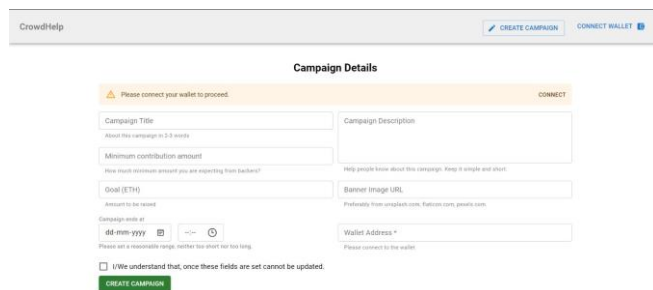 CrowdHelp
CREATE CAMPAIGN
CONNECT WALLET
Campaign Details
Please connect your wallet to proceed.
CONNECT
Campaign Title
About this campaign in 2-3 words
Campaign Description
Help people know about this campaign. Keep it simple and short.
Minimum contribution amount
How much minimum amount you are expecting from backers?
Goal (ETH)
Amount to be raised
Banner Image URL
Preferably from unsplash.com, flaticon.com, pexels.com.
Campaign ends at
dd-mm-yyyy
--:--
Please set a reasonable range, neither too short nor too long.
Wallet Address *
Please connect to the wallet
I/We understand that, once these fields are set cannot be updated.
CREATE CAMPAIGN